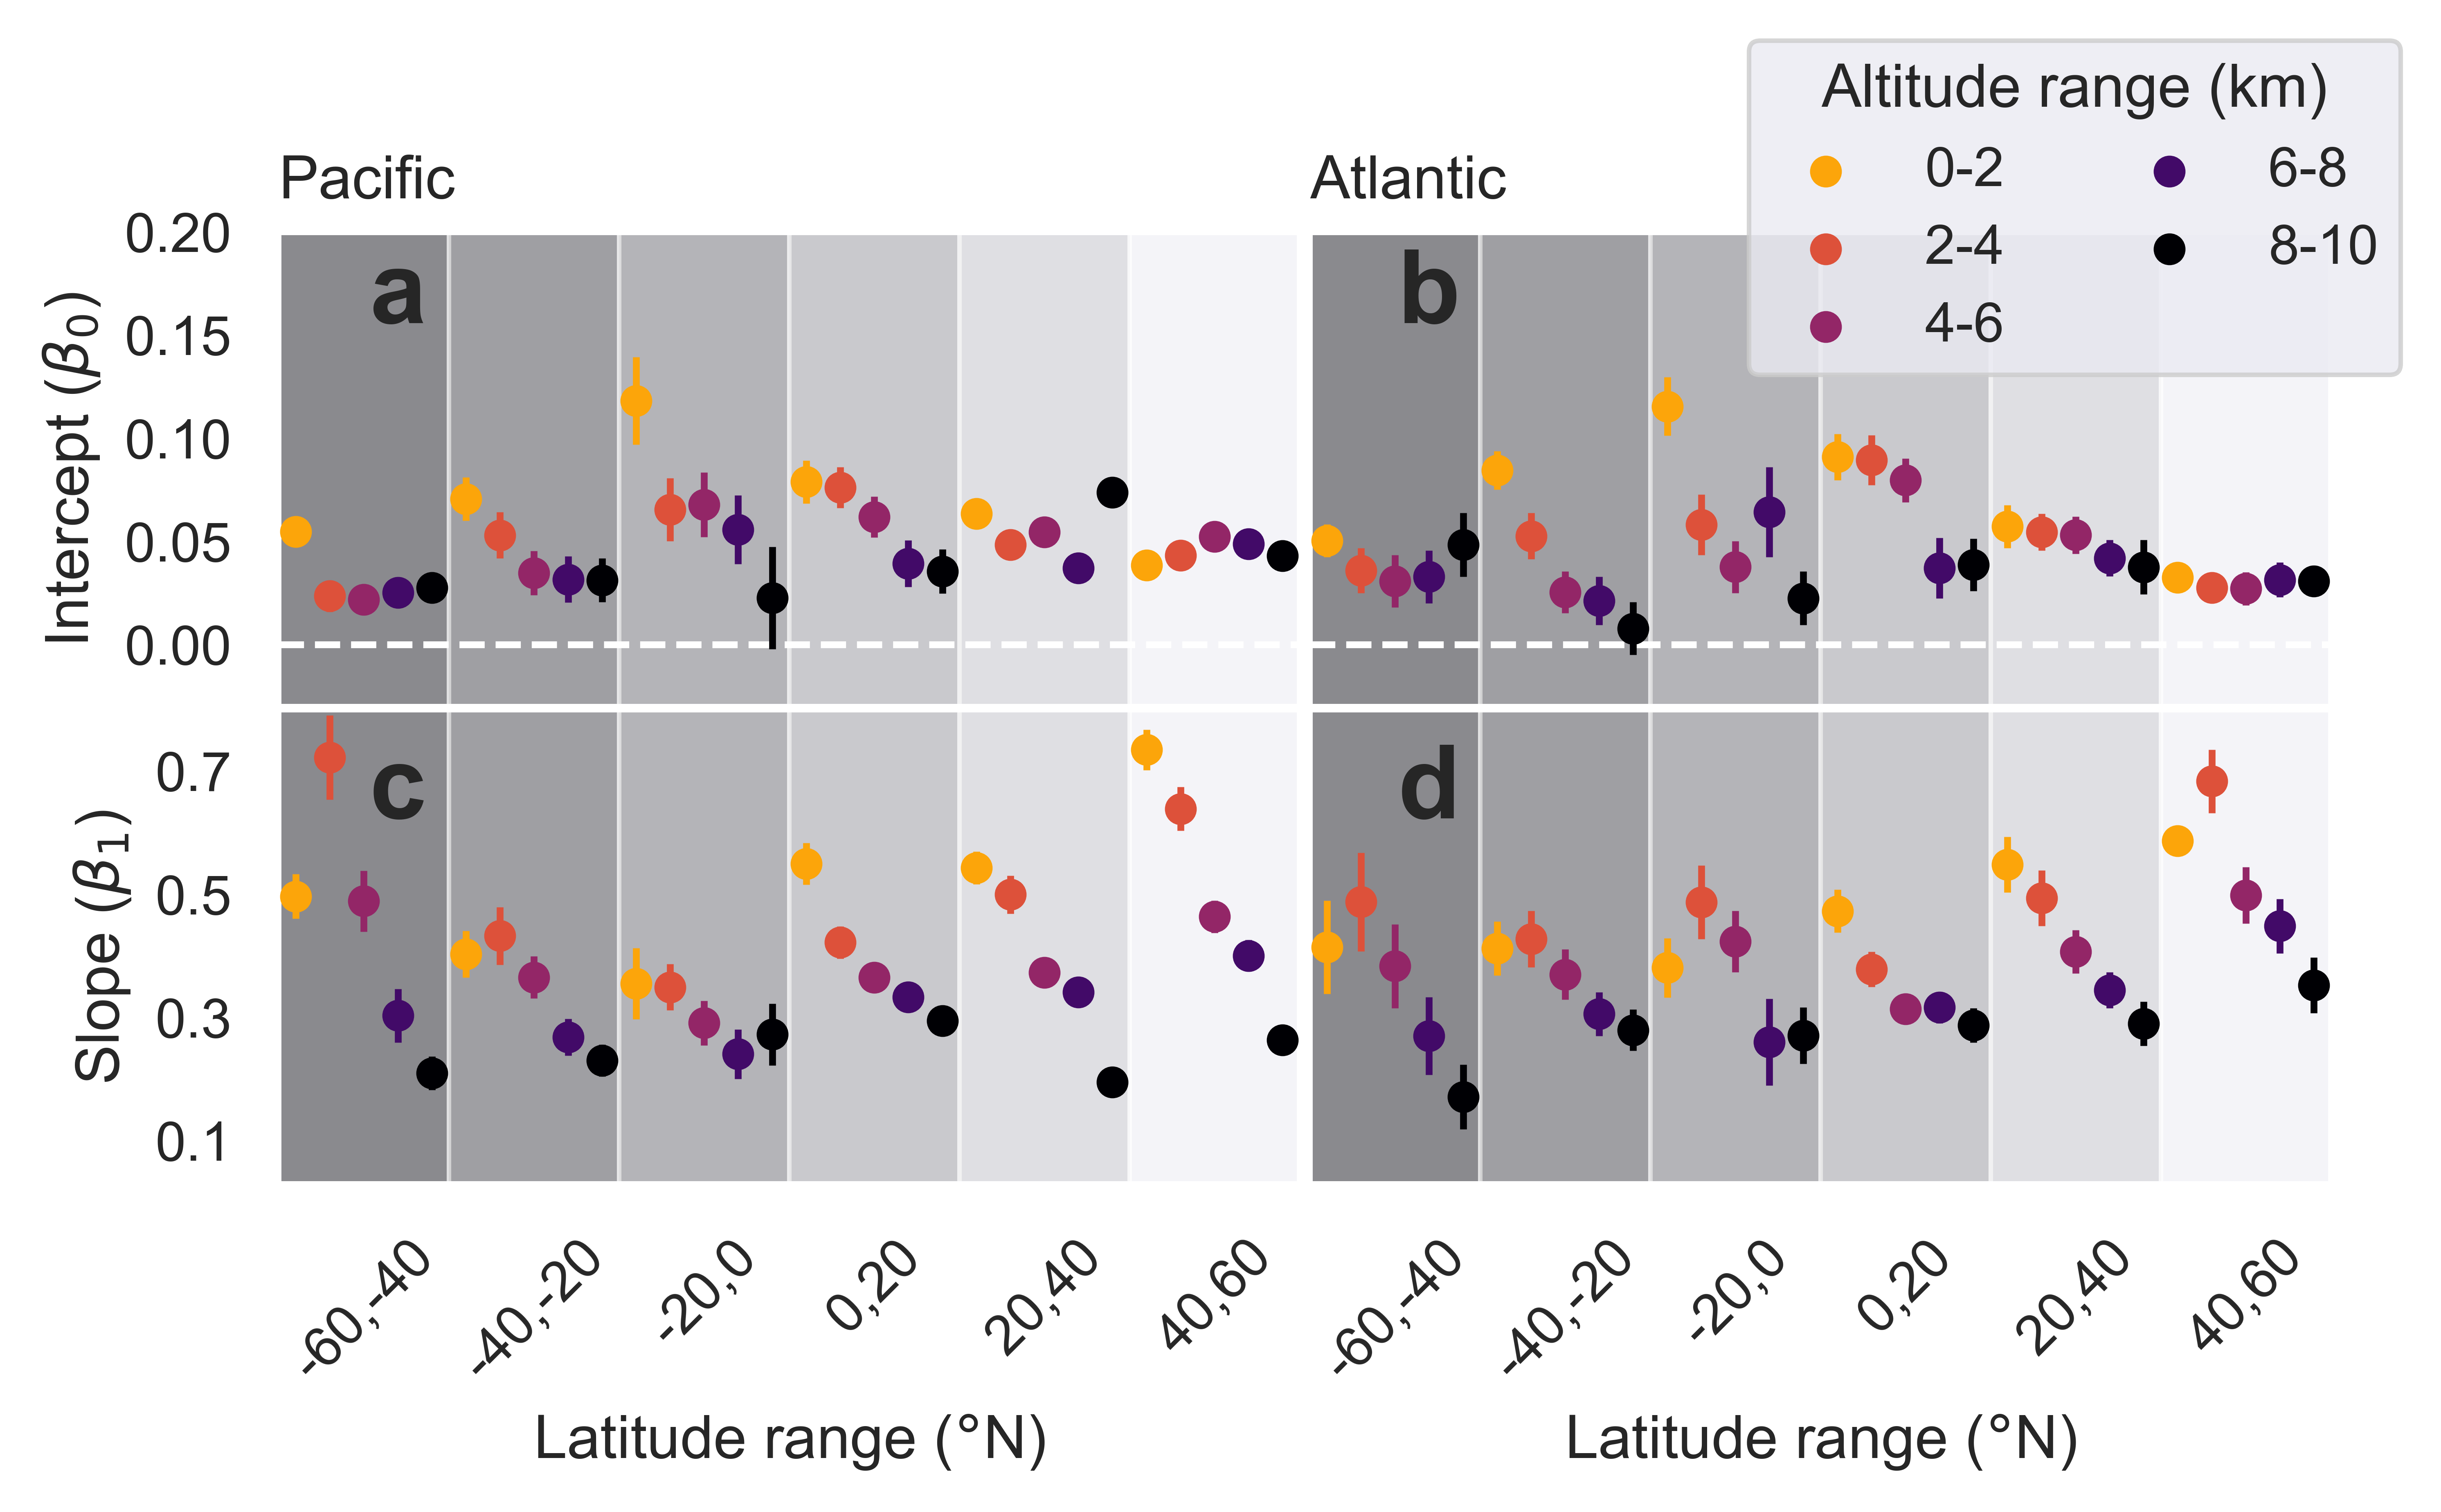 Altitude range (km)
0-2
6-8
2-4
8-10
4-6
Pacific
Atlantic
a
b
0.20
0.15
0.10
0.05
0.00
Intercept (β₀)
c
d
0.7
0.5
0.3
0.1
Slope (β₁)
-60,-40
-40,-20
-20,0
0,20
20,40
40,60
-60,-40
-40,-20
-20,0
0,20
20,40
40,60
Latitude range (°N)
Latitude range (°N)